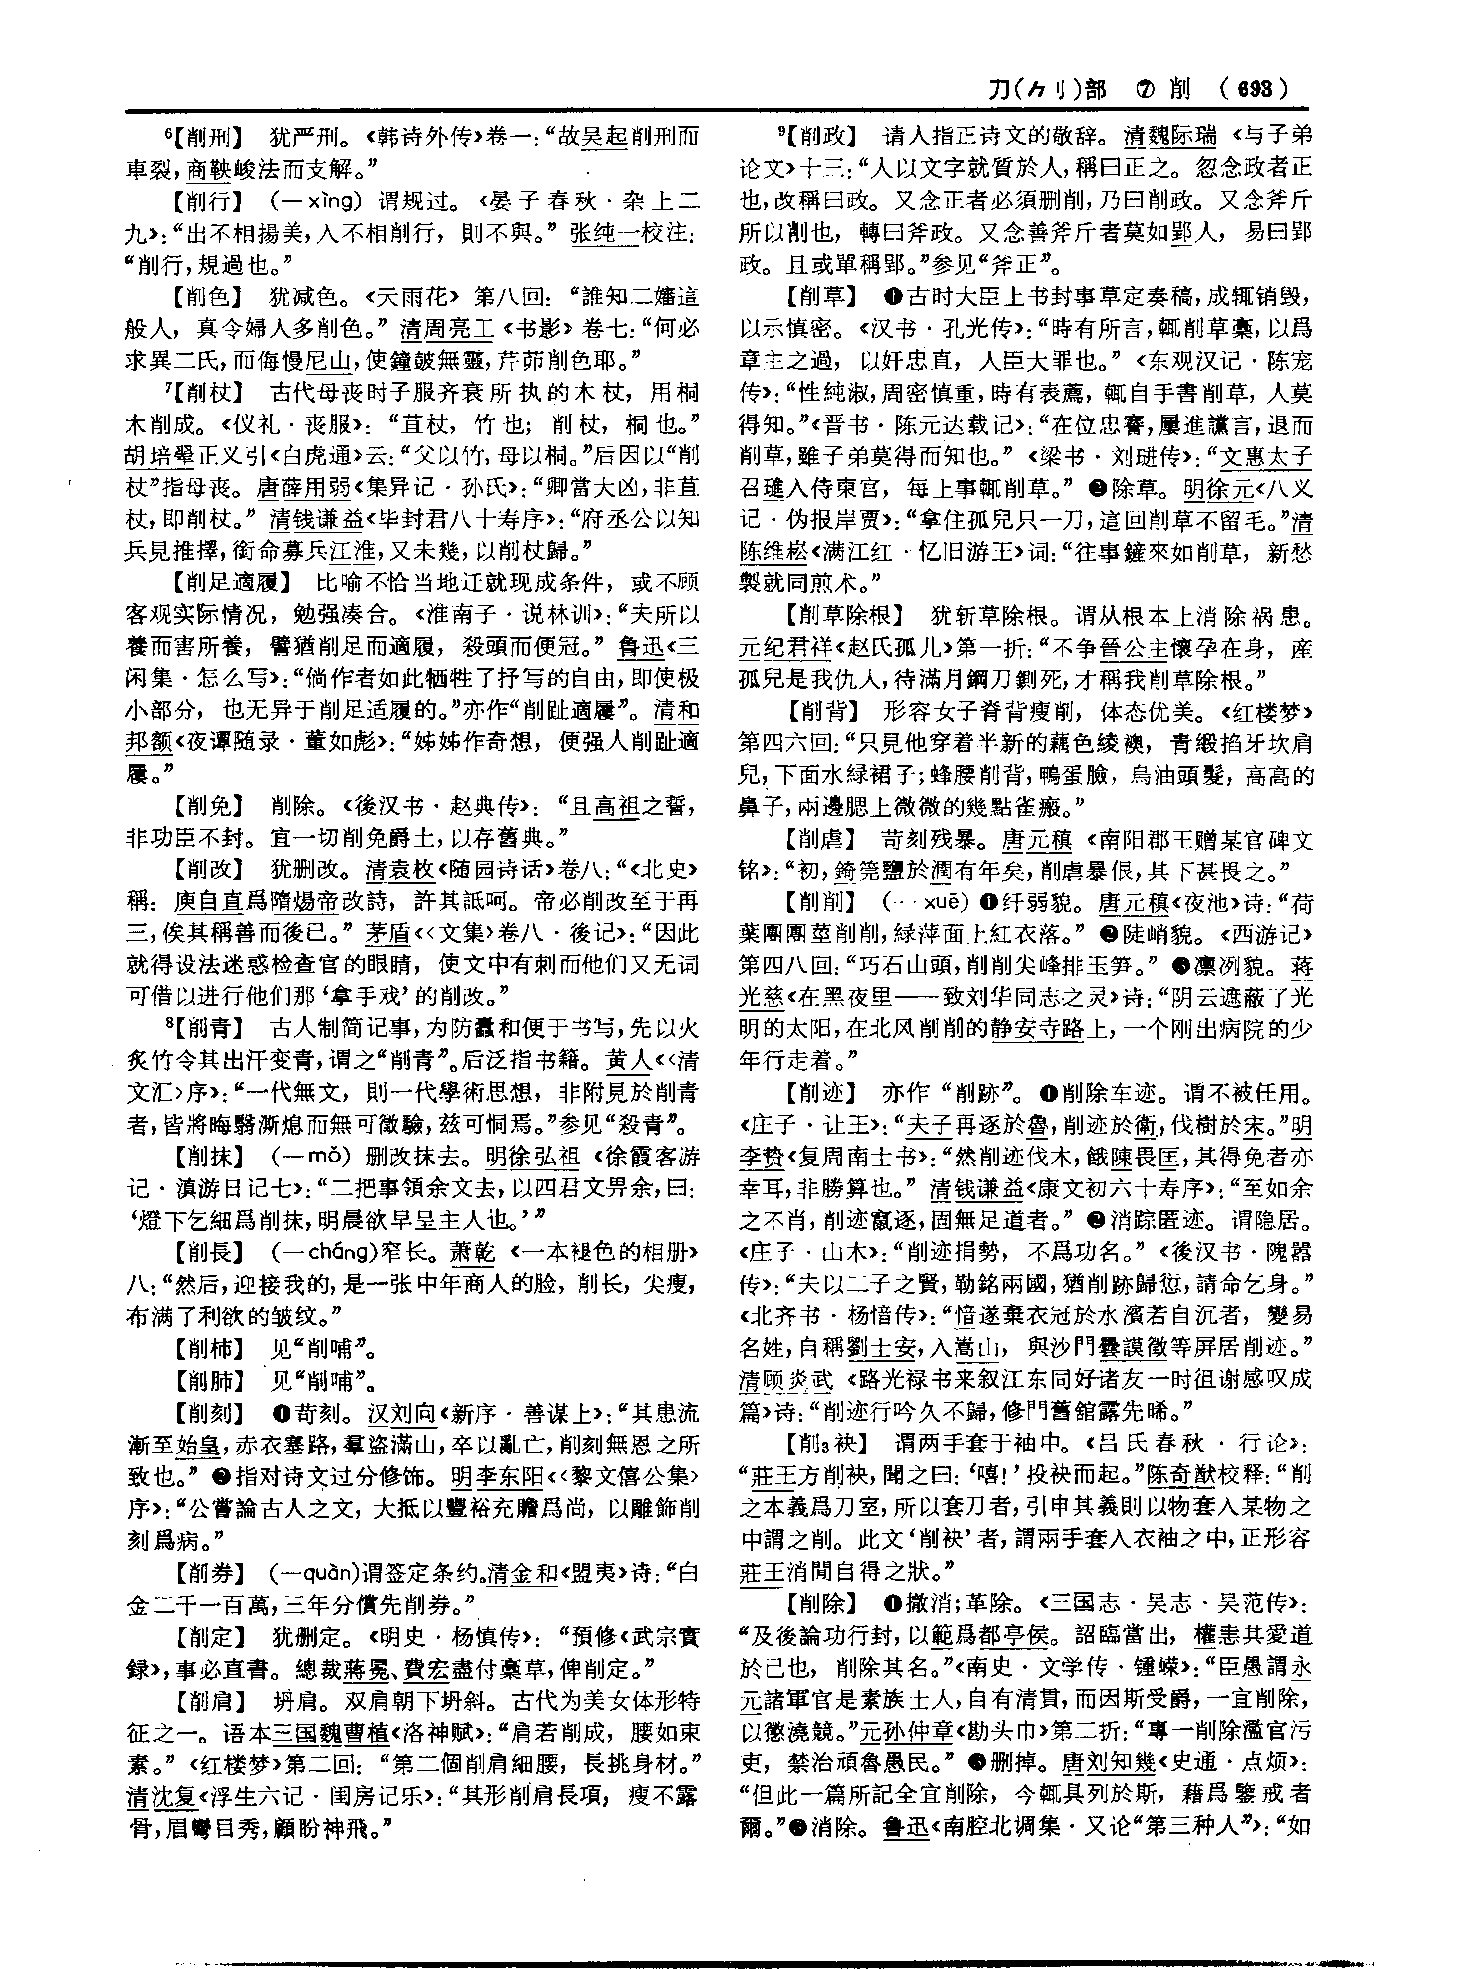 刀(⺈刂)部 ⑦ 削 (693)
⁶【削刑】 犹严刑。《韩诗外传》卷一：“故吴起削刑而
車裂，商鞅峻法而支解。”
【削行】 (—xìng) 谓规过。《晏子春秋·杂上二
九》：“出不相揚美，入不相削行，則不與。” 张纯一校注：
“削行，規過也。”
【削色】 犹减色。《天雨花》第八回：“誰知二嬸這
般人，真令婦人多削色。” 清周亮工《书影》卷七：“何必
求異二氏，而侮慢尼山，使鐘皷無靈，芹茆削色耶。”
⁷【削杖】 古代母丧时子服齐衰所执的木杖，用桐
木削成。《仪礼·丧服》：“苴杖，竹也；削杖，桐也。”
胡培翬正义引《白虎通》云：“父以竹，母以桐。”后因以“削
杖”指母丧。唐薛用弱《集异记·孙氏》：“卿當大凶，非苴
杖，即削杖。” 清钱谦益《毕封君八十寿序》：“府丞公以知
兵見推擇，銜命募兵江淮，又未幾，以削杖歸。”
【削足適履】 比喻不恰当地迁就现成条件，或不顾
客观实际情况，勉强凑合。《淮南子·说林训》：“夫所以
養而害所養，譬猶削足而適履，殺頭而便冠。” 鲁迅《三
闲集·怎么写》：“倘作者如此牺牲了抒写的自由，即使极
小部分，也无异于削足适履的。”亦作“削趾適屨”。清和
邦额《夜谭随录·董如彪》：“姊姊作奇想，便强人削趾適
屨。”
【削免】 削除。《後汉书·赵典传》：“且高祖之誓，
非功臣不封。宜一切削免爵土，以存舊典。”
【削改】 犹删改。清袁枚《随园诗话》卷八：“《北史》
稱：庾自直爲隋煬帝改詩，許其詆呵。帝必削改至于再
三，俟其稱善而後已。” 茅盾《〈文集〉卷八·後记》：“因此
就得设法迷惑检查官的眼睛，使文中有刺而他们又无词
可借以进行他们那‘拿手戏’的削改。”
⁸【削青】 古人制简记事，为防蠹和便于书写，先以火
炙竹令其出汗变青，谓之“削青”。后泛指书籍。黄人《〈清
文汇〉序》：“一代無文，則一代學術思想，非附見於削青
者，皆將晦翳澌熄而無可徵驗，兹可恫焉。”参见“殺青”。
【削抹】 (—mǒ) 删改抹去。明徐弘祖《徐霞客游
记·滇游日记七》：“二把事領余文去，以四君文畀余，曰：
‘燈下乞細爲削抹，明晨欲早呈主人也。’”
【削長】 (—cháng)窄长。萧乾《一本褪色的相册》
八：“然后，迎接我的，是一张中年商人的脸，削长，尖瘦，
布满了利欲的皱纹。”
【削柿】 见“削哺”。
【削肺】 见“削哺”。
【削刻】 ❶苛刻。汉刘向《新序·善谋上》：“其患流
漸至始皇，赤衣塞路，羣盜滿山，卒以亂亡，削刻無恩之所
致也。” ❷指对诗文过分修饰。明李东阳《〈黎文僖公集〉
序》：“公嘗論古人之文，大抵以豐裕充贍爲尚，以雕飾削
刻爲病。”
【削券】 (—quàn)谓签定条约。清金和《盟夷》诗：“白
金二千一百萬，三年分償先削券。”
【削定】 犹删定。《明史·杨慎传》：“預修《武宗實
録》，事必直書。總裁蔣冕、費宏盡付稾草，俾削定。”
【削肩】 坍肩。双肩朝下坍斜。古代为美女体形特
征之一。语本三国魏曹植《洛神赋》：“肩若削成，腰如束
素。”《红楼梦》第二回：“第二個削肩細腰，長挑身材。”
清沈复《浮生六记·闺房记乐》：“其形削肩長項，瘦不露
骨，眉彎目秀，顧盼神飛。”
⁹【削政】 请人指正诗文的敬辞。清魏际瑞《与子弟
论文》十三：“人以文字就質於人，稱曰正之。忽念政者正
也，改稱曰政。又念正者必須删削，乃曰削政。又念斧斤
所以削也，轉曰斧政。又念善斧斤者莫如郢人，易曰郢
政。且或單稱郢。”参见“斧正”。
【削草】 ❶古时大臣上书封事草定奏稿，成辄销毁，
以示慎密。《汉书·孔光传》：“時有所言，輒削草藁，以爲
章主之過，以奸忠直，人臣大罪也。”《东观汉记·陈宠
传》：“性純淑，周密慎重，時有表薦，輒自手書削草，人莫
得知。”《晋书·陈元达载记》：“在位忠謇，屢進讜言，退而
削草，雖子弟莫得而知也。”《梁书·刘琎传》：“文惠太子
召璡入侍東宫，每上事輒削草。” ❷除草。明徐元《八义
记·伪报岸贾》：“拿住孤兒只一刀，這回削草不留毛。”清
陈维崧《满江红·忆旧游王》词：“往事鏟來如削草，新愁
製就同煎术。”
【削草除根】 犹斩草除根。谓从根本上消除祸患。
元纪君祥《赵氏孤儿》第一折：“不争晉公主懷孕在身，産
孤兒是我仇人，待滿月鋼刀鍘死，才稱我削草除根。”
【削背】 形容女子脊背瘦削，体态优美。《红楼梦》
第四六回：“只見他穿着半新的藕色綾襖，青緞掐牙坎肩
兒，下面水緑裙子；蜂腰削背，鴨蛋臉，烏油頭髮，高高的
鼻子，兩邊腮上微微的幾點雀瘢。”
【削虐】 苛刻残暴。唐元稹《南阳郡王赠某官碑文
铭》：“初，錡筦鹽於潤有年矣，削虐暴佷，其下甚畏之。”
【削削】 (—xuē) ❶纤弱貌。唐元稹《夜池》诗：“荷
葉團團莖削削，緑萍面上紅衣落。” ❷陡峭貌。《西游记》
第四八回：“巧石山頭，削削尖峰排玉笋。” ❸凛冽貌。蒋
光慈《在黑夜里——致刘华同志之灵》诗：“阴云遮蔽了光
明的太阳，在北风削削的静安寺路上，一个刚出病院的少
年行走着。”
【削迹】 亦作“削跡”。❶削除车迹。谓不被任用。
《庄子·让王》：“夫子再逐於魯，削迹於衛，伐樹於宋。”明
李贽《复周南士书》：“然削迹伐木，餓陳畏匡，其得免者亦
幸耳，非勝算也。” 清钱谦益《康文初六十寿序》：“至如余
之不肖，削迹竄逐，固無足道者。” ❷消踪匿迹。谓隐居。
《庄子·山木》：“削迹捐勢，不爲功名。”《後汉书·隗嚣
传》：“夫以二子之賢，勒銘兩國，猶削跡歸愆，請命乞身。”
《北齐书·杨愔传》：“愔遂棄衣冠於水濱若自沉者，變易
名姓，自稱劉士安，入嵩山，與沙門曇謨徵等屏居削迹。”
清顾炎武《路光禄书来叙江东同好诸友一时徂谢感叹成
篇》诗：“削迹行吟久不歸，修門舊館露先晞。”
【削₃袂】 谓两手套于袖中。《吕氏春秋·行论》：
“莊王方削袂，聞之曰：‘嘻！’投袂而起。”陈奇猷校释：“削
之本義爲刀室，所以套刀者，引申其義則以物套入某物之
中謂之削。此文‘削袂’者，謂兩手套入衣袖之中，正形容
莊王消閒自得之狀。”
【削除】 ❶撤消；革除。《三国志·吴志·吴范传》：
“及後論功行封，以範爲都亭侯。詔臨當出，權恚其愛道
於己也，削除其名。”《南史·文学传·锺嵘》：“臣愚謂永
元諸軍官是素族士人，自有清貫，而因斯受爵，一宜削除，
以懲澆競。”元孙仲章《勘头巾》第二折：“專一削除濫官污
吏，禁治頑魯愚民。” ❷删掉。唐刘知幾《史通·点烦》：
“但此一篇所記全宜削除，今輒具列於斯，藉爲鑒戒者
爾。”❸消除。鲁迅《南腔北调集·又论“第三种人”》：“如